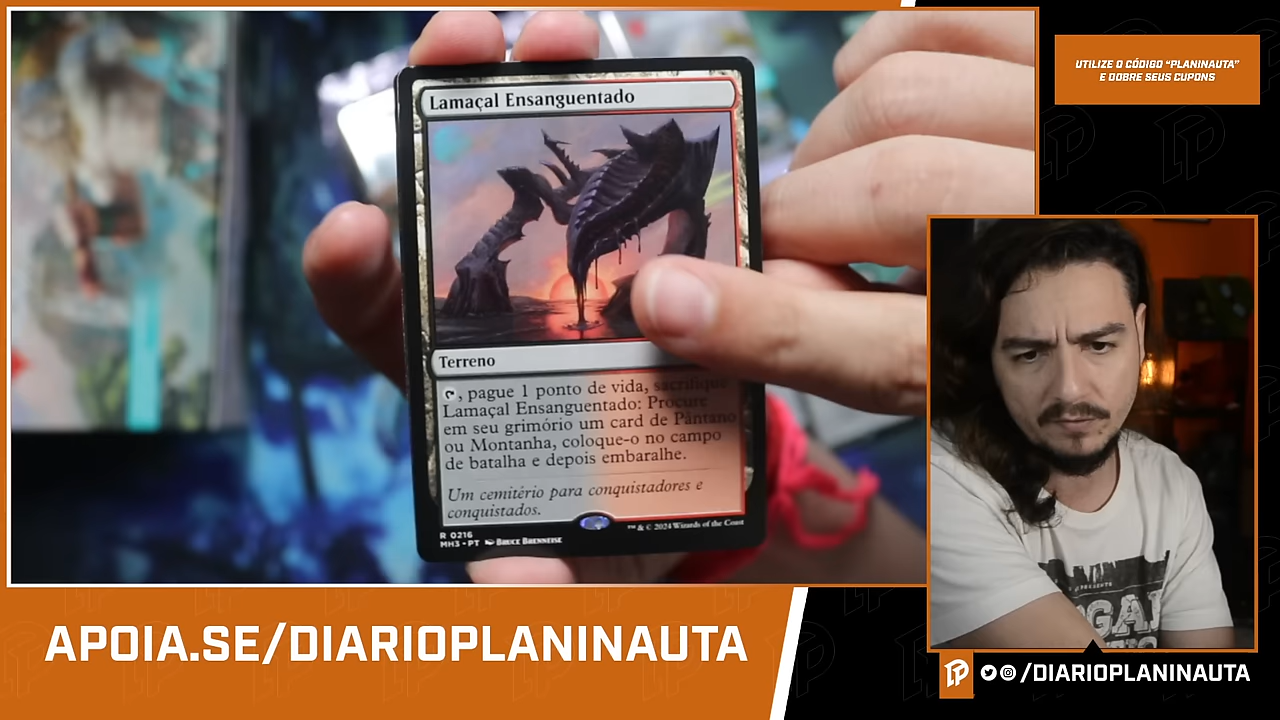 Lamaçal Ensanguentado
Terreno
, pague 1 ponto de vida, sacrifique
Lamaçal Ensanguentado: Procure
em seu grimório um card de Pântano
ou Montanha, coloque-o no campo
de batalha e depois embaralhe.
Um cemitério para conquistadores e
conquistados.
R 0216
MH3 • PT BRUCE BRENNEISE
™ & © 2024 Wizards of the Coast
UTILIZE O CÓDIGO “PLANINAUTA”
E DOBRE SEUS CUPONS
APOIA.SE/DIARIOPLANINAUTA
/DIARIOPLANINAUTA